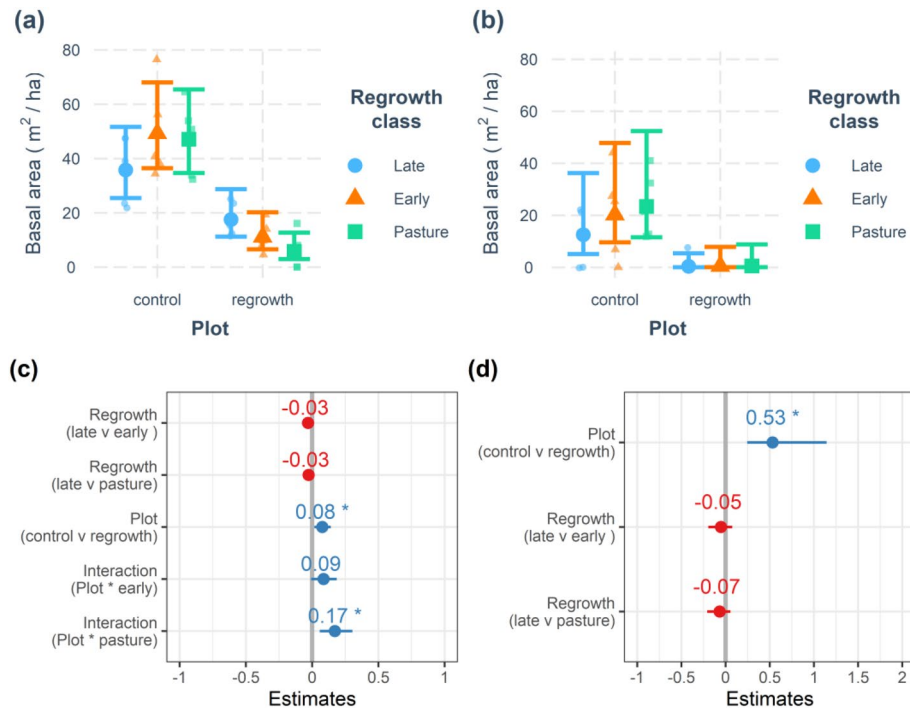 (a)
80
60
40
20
0
Basal area ( m² / ha)
control
regrowth
Plot
Regrowth
class
Late
Early
Pasture
(b)
80
60
40
20
0
Basal area ( m² / ha)
control
regrowth
Plot
Regrowth
class
Late
Early
Pasture
(c)
Regrowth
(late v early )
-0.03
Regrowth
(late v pasture)
-0.03
Plot
(control v regrowth)
0.08 *
Interaction
(Plot * early)
0.09
Interaction
(Plot * pasture)
0.17 *
-1 -0.5 0 0.5 1
Estimates
(d)
Plot
(control v regrowth)
0.53 *
Regrowth
(late v early )
-0.05
Regrowth
(late v pasture)
-0.07
-1 -0.5 0 0.5 1 1.5 2
Estimates